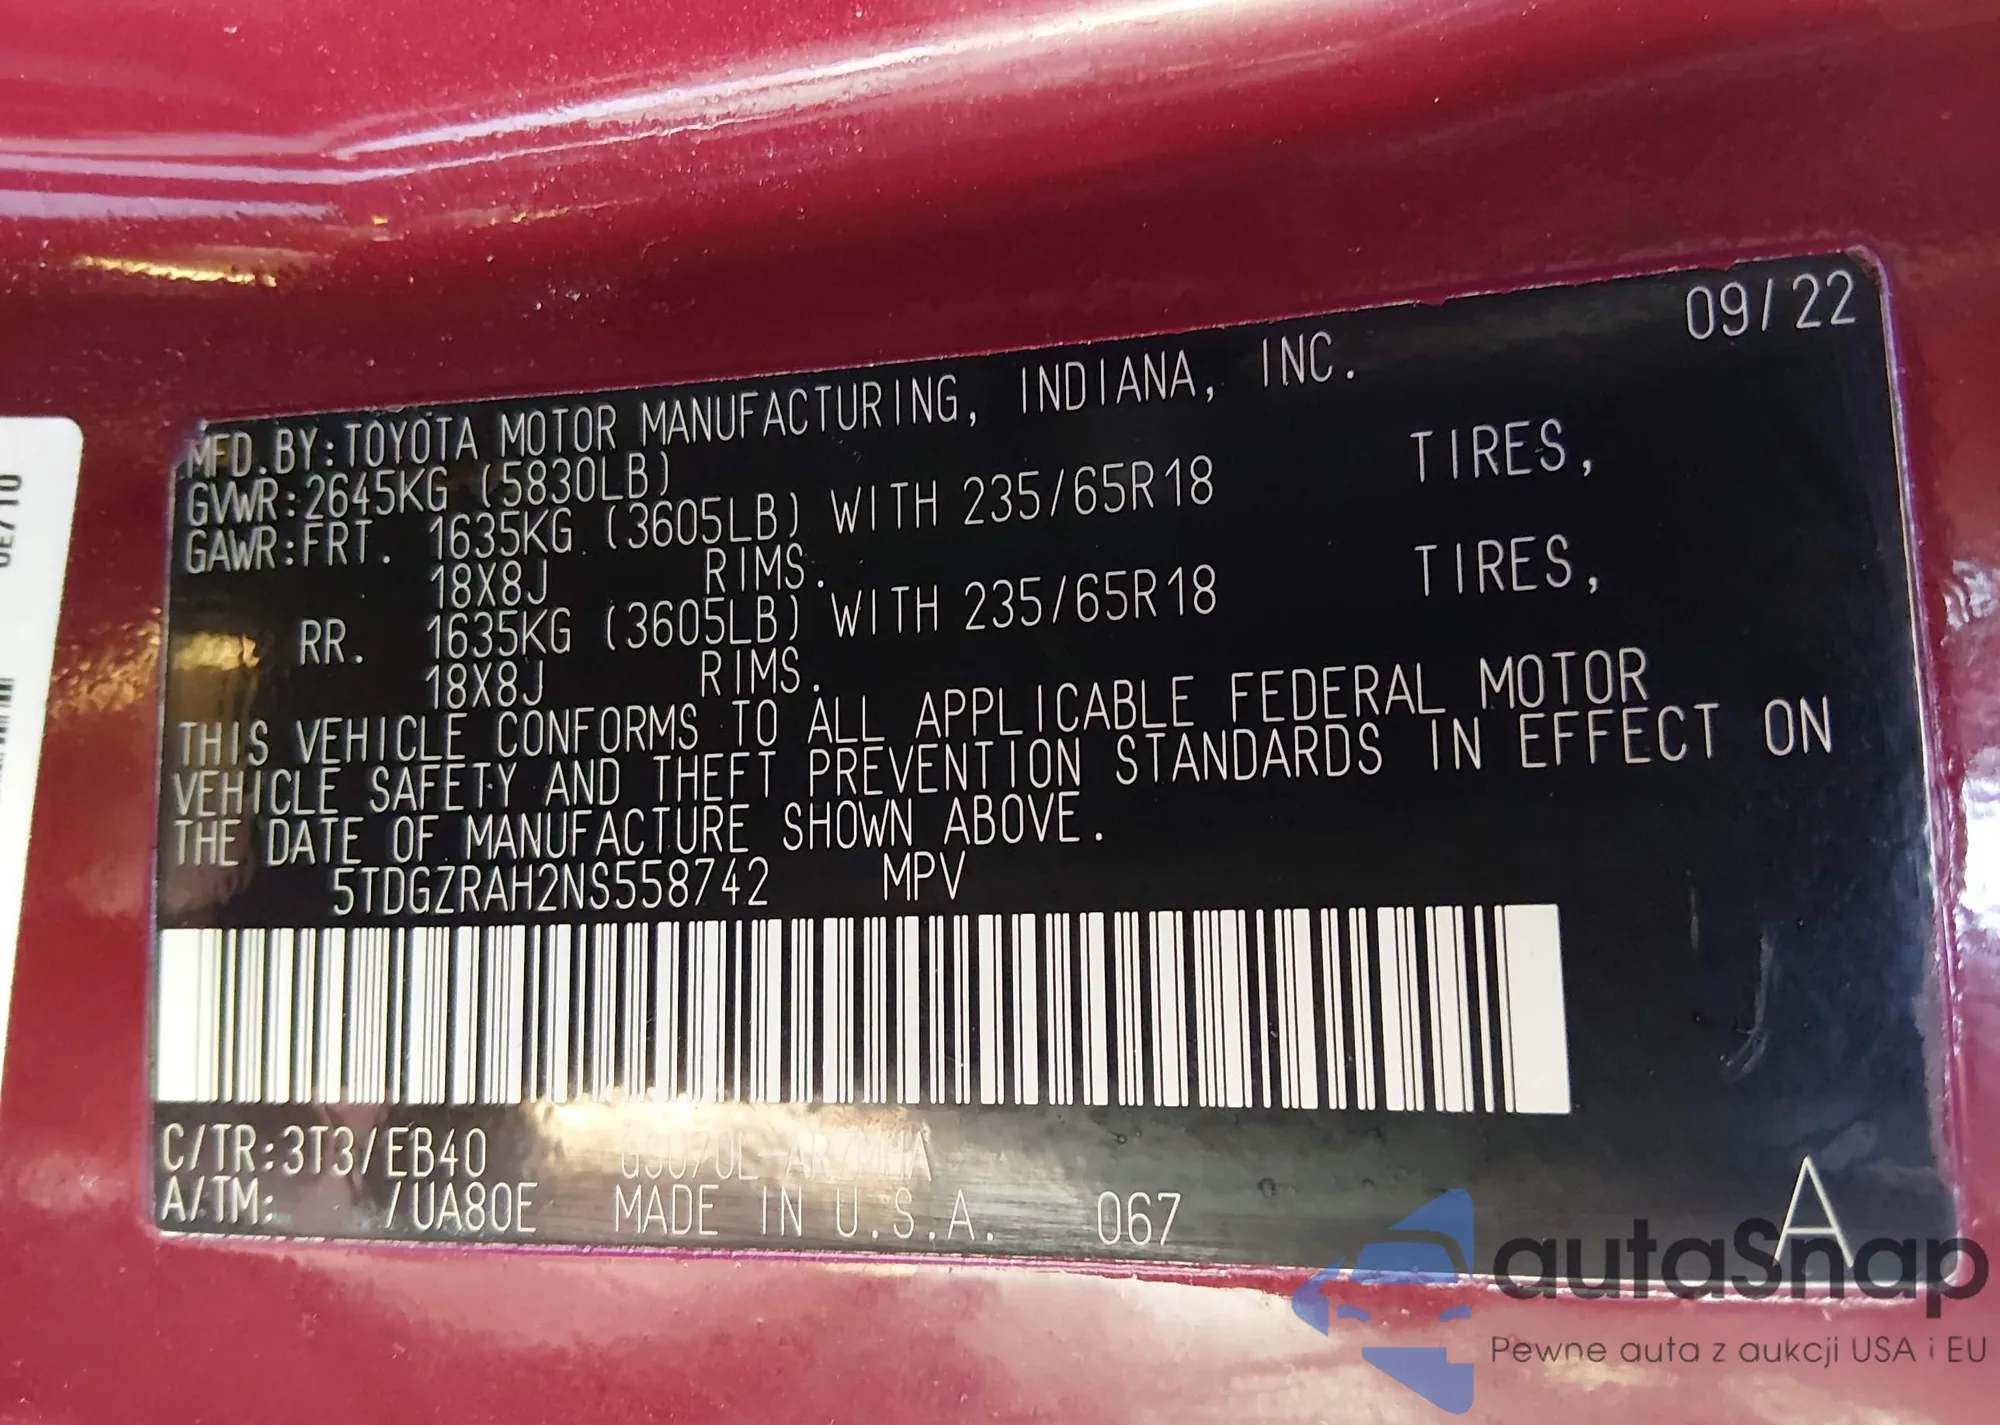 09/22
MFD.BY:TOYOTA MOTOR MANUFACTURING, INDIANA, INC.
GVWR:2645KG (5830LB)
GAWR:FRT. 1635KG (3605LB) WITH 235/65R18 TIRES,
18X8J RIMS.
RR. 1635KG (3605LB) WITH 235/65R18 TIRES,
18X8J RIMS.
THIS VEHICLE CONFORMS TO ALL APPLICABLE FEDERAL MOTOR
VEHICLE SAFETY AND THEFT PREVENTION STANDARDS IN EFFECT ON
THE DATE OF MANUFACTURE SHOWN ABOVE.
5TDGZRAH2NS558742 MPV
C/TR:3T3/EB40
A/TM: /UA80E MADE IN U.S.A. 067
A
autaSnap
Pewne auta z aukcji USA i EU